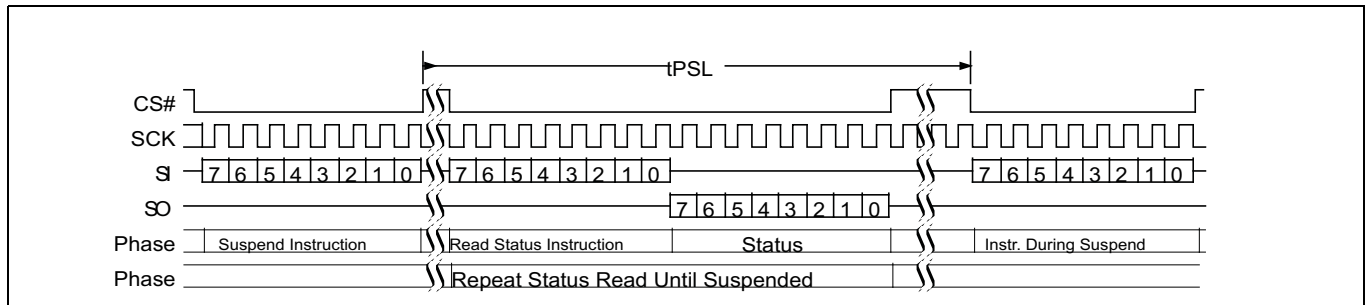 tPSL
CS#
SCK
SI 7 6 5 4 3 2 1 0 7 6 5 4 3 2 1 0 7 6 5 4 3 2 1 0
SO 7 6 5 4 3 2 1 0
Phase Suspend Instruction Read Status Instruction Status Instr. During Suspend
Phase Repeat Status Read Until Suspended